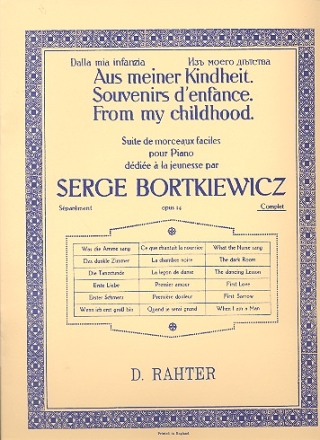 Dalla mia infanzia Изъ моего дѣтства
Aus meiner Kindheit.
Souvenirs d'enfance.
From my childhood.
Suite de morceaux faciles
pour Piano
dédiée à la jeunesse par
SERGE BORTKIEWICZ
Séparément opus 14 Complet
Was die Amme sang Ce que chantait la nourrice What the Nurse sang
Das dunkle Zimmer La chambre noire The dark Room
Die Tanzstunde La leçon de danse The dancing Lesson
Erste Liebe Premier amour First Love
Erster Schmerz Première douleur First Sorrow
Wenn ich erst groß bin Quand je serai grand When I am a Man
D. RAHTER
Printed in England